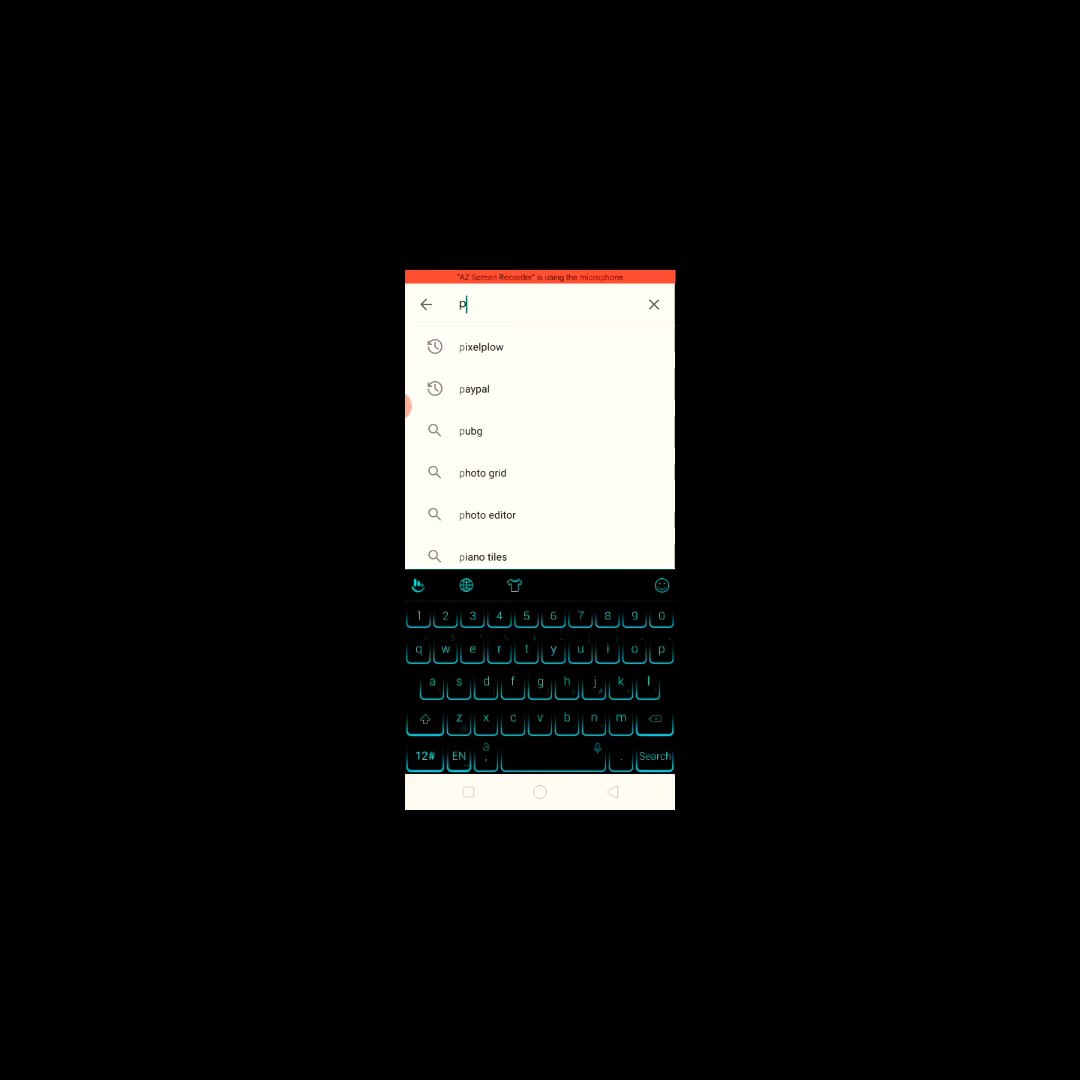 "AZ Screen Recorder" is using the microphone
p
pixelplow
paypal
pubg
photo grid
photo editor
piano tiles
1 2 3 4 5 6 7 8 9 0
q w e r t y u i o p
a s d f g h j k l
z x c v b n m
12# EN a , . Search